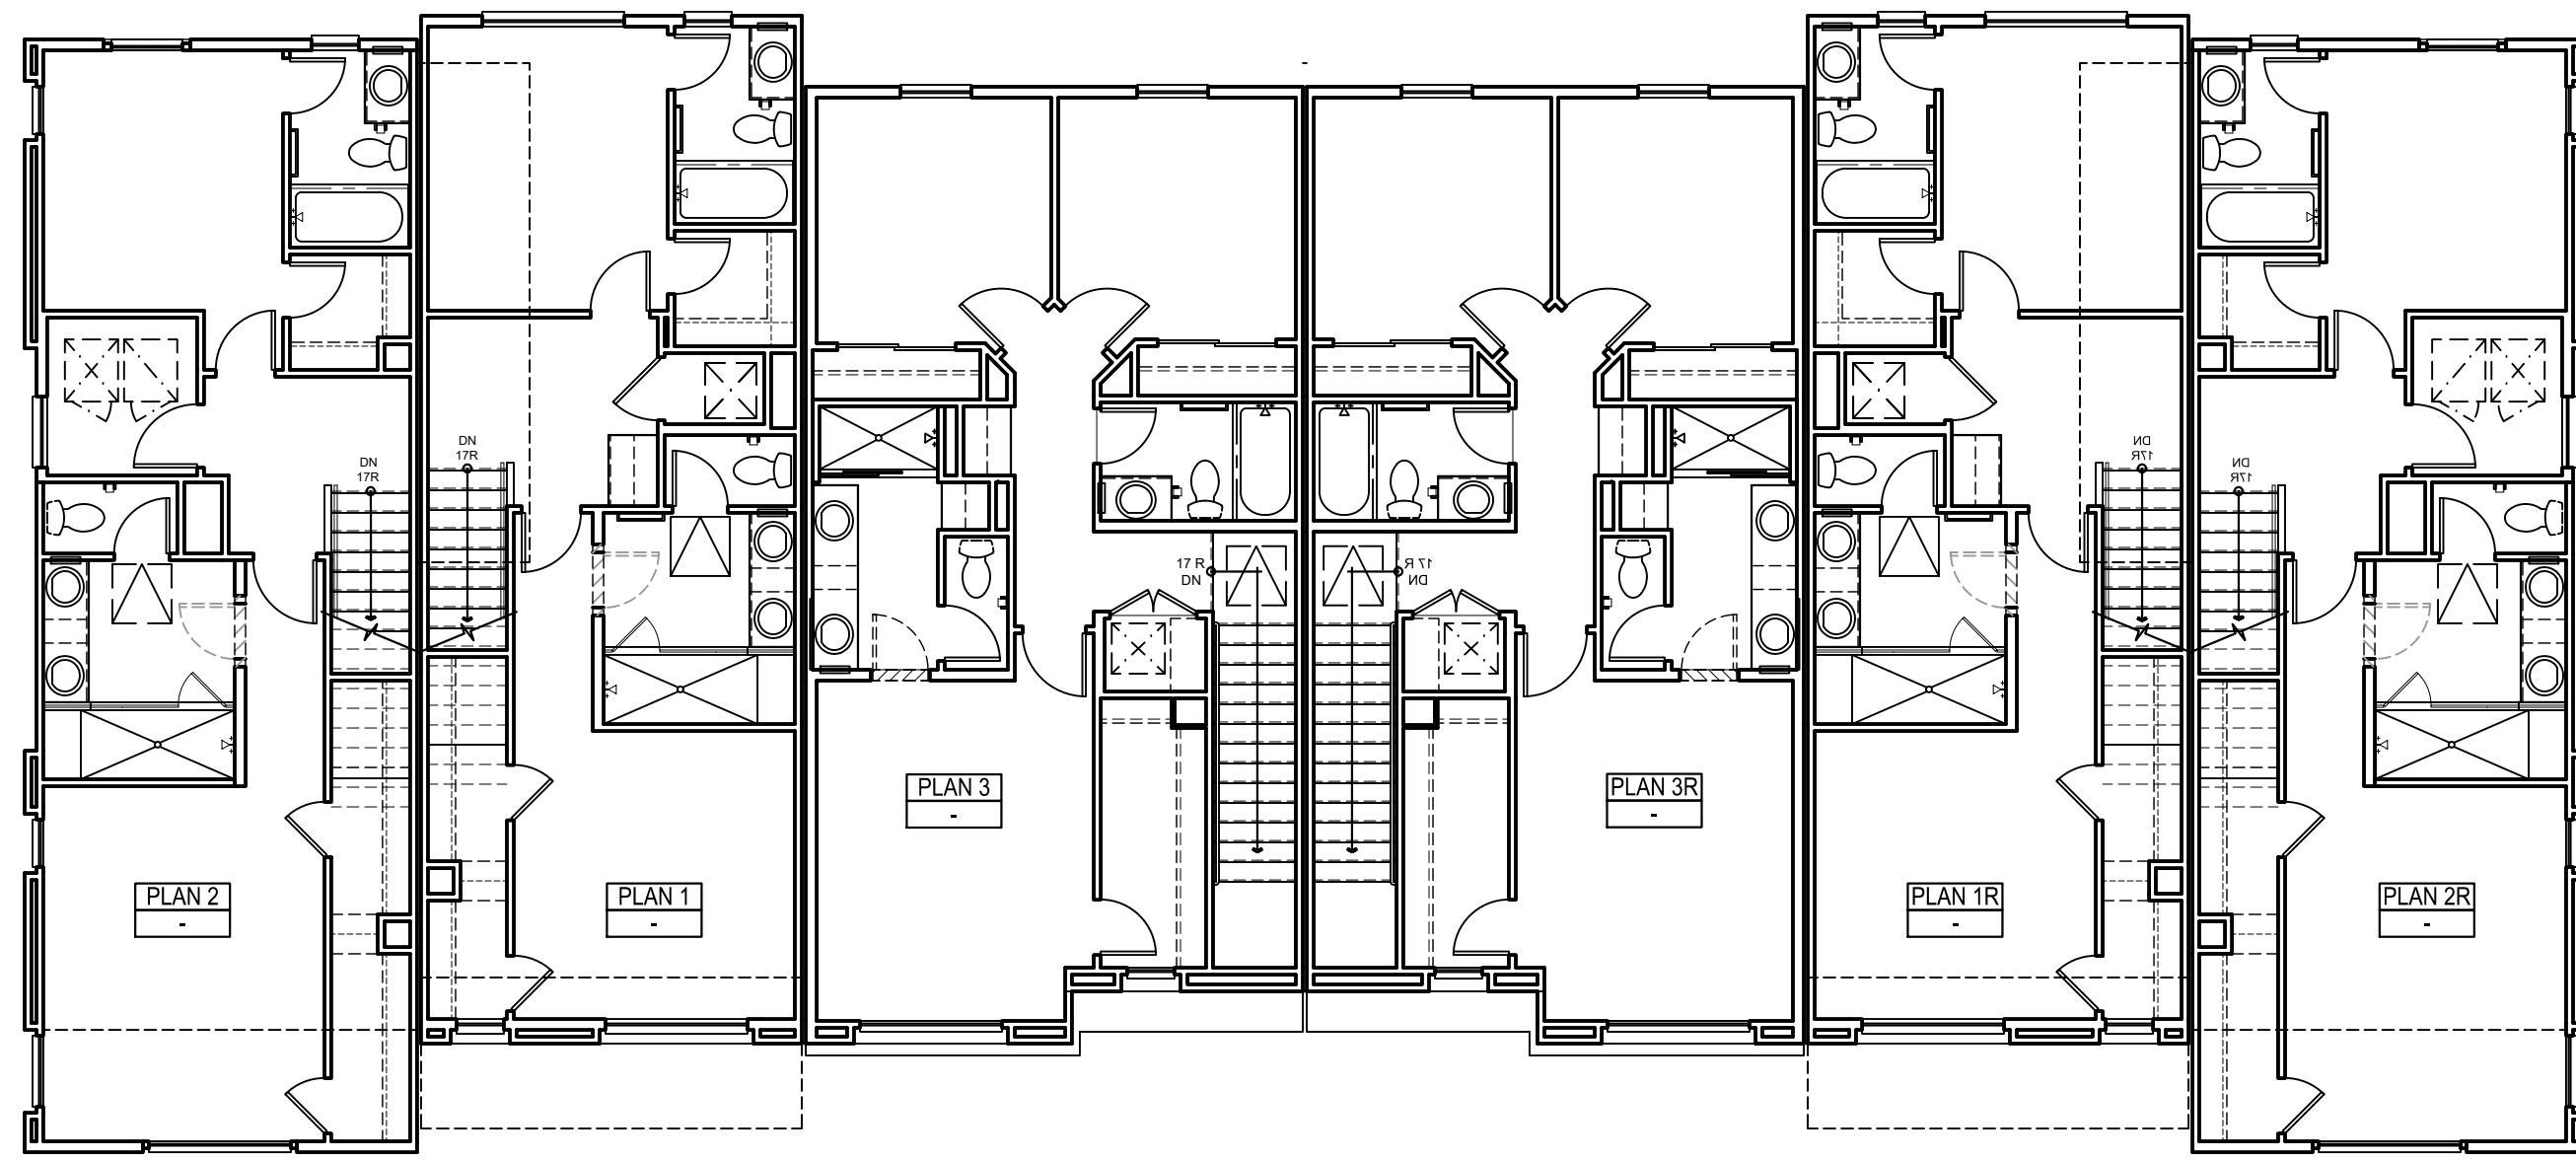 DN
17R
DN
17R
17 R
DN
17 R
DN
DN
17R
DN
17R
PLAN 3
-
PLAN 3R
-
PLAN 2
-
PLAN 1
-
PLAN 1R
-
PLAN 2R
-